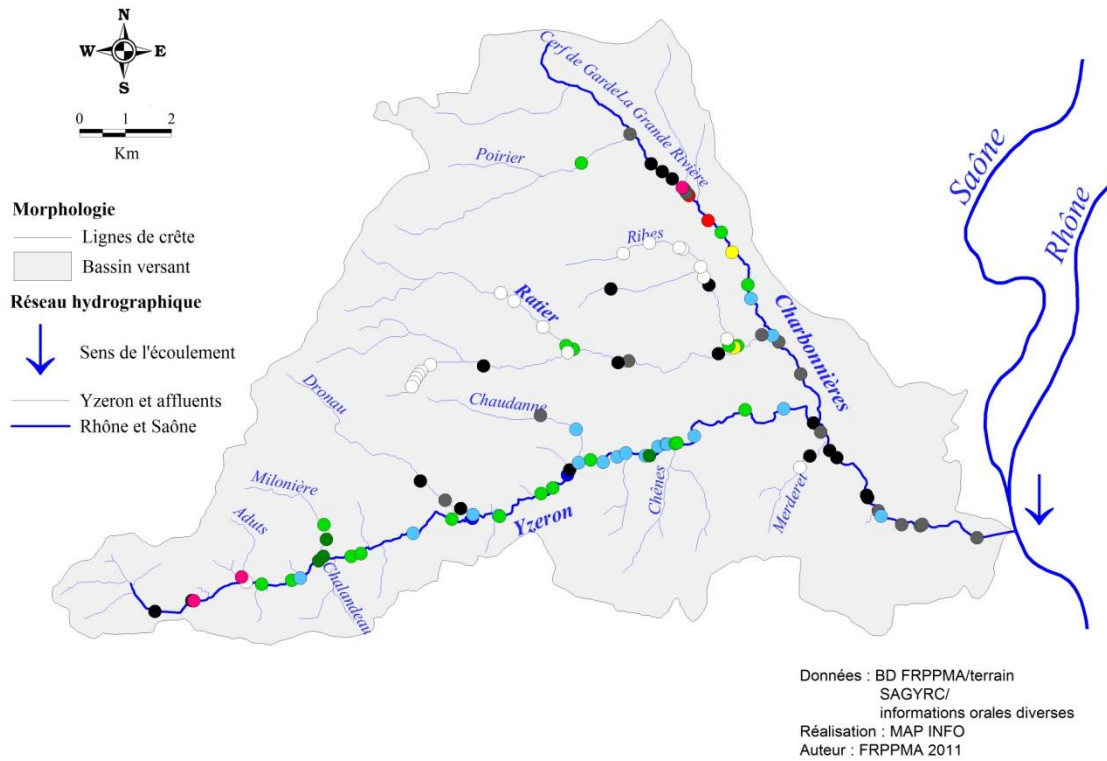 N
W E
S
0 1 2
Km
Morphologie
Lignes de crête
Bassin versant
Réseau hydrographique
Sens de l'écoulement
Yzeron et affluents
Rhône et Saône
Cerf de Garde
La Grande Rivière
Poirier
Ribes
Ratier
Charbonnières
Dronau
Chaudanne
Milonière
Aduts
Yzeron
Chênes
Merderet
Chalandeau
Saône
Rhône
Données : BD FRPPMA/terrain
SAGYRC/
informations orales diverses
Réalisation : MAP INFO
Auteur : FRPPMA 2011